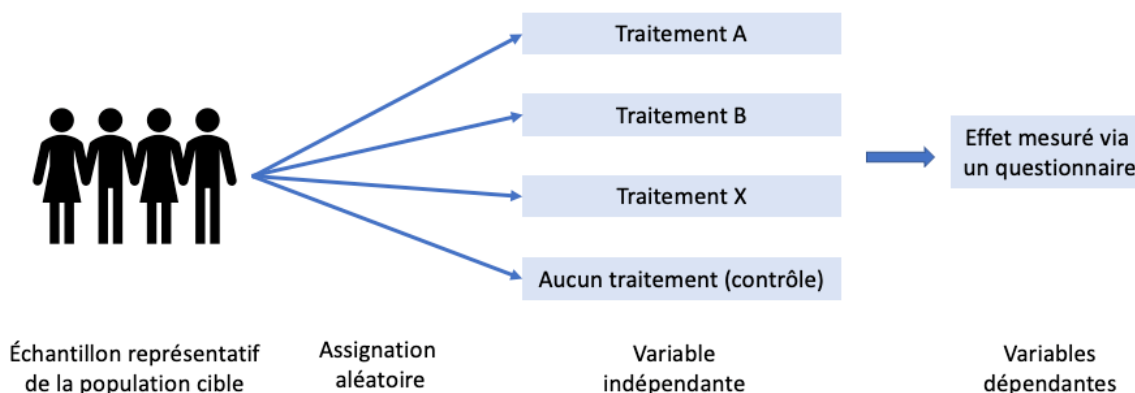 Traitement A
Traitement B
Traitement X
Aucun traitement (contrôle)
Effet mesuré via
un questionnaire
Échantillon représentatif
de la population cible
Assignation
aléatoire
Variable
indépendante
Variables
dépendantes